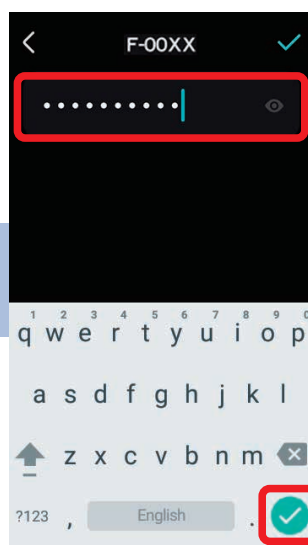 F-00XX
••••••••••
1 2 3 4 5 6 7 8 9 0
q w e r t y u i o p
a s d f g h j k l
z x c v b n m
?123 , English .